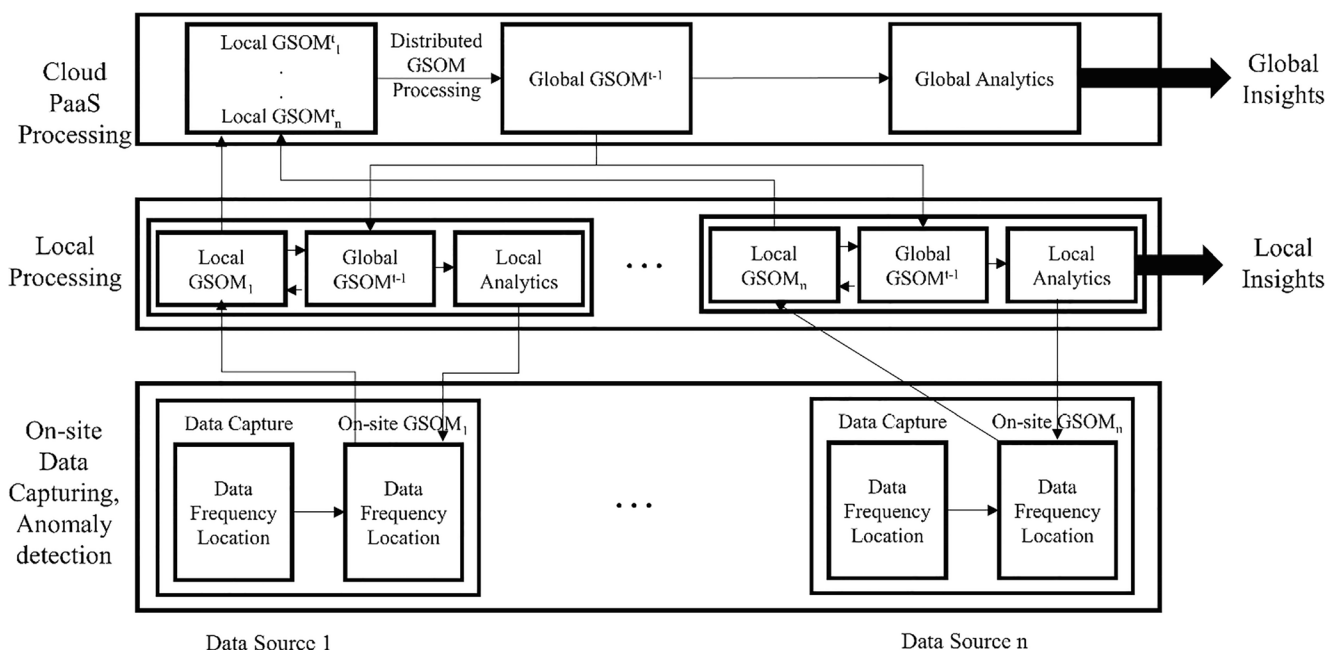 Cloud
PaaS
Processing
Local GSOMᵗ₁
.
.
Local GSOMᵗₙ
Distributed
GSOM
Processing
Global GSOMᵗ⁻¹
Global Analytics
Global
Insights
Local
Processing
Local
GSOM₁
Global
GSOMᵗ⁻¹
Local
Analytics
...
Local
GSOMₙ
Global
GSOMᵗ⁻¹
Local
Analytics
Local
Insights
On-site
Data
Capturing,
Anomaly
detection
Data Capture
On-site GSOM₁
Data
Frequency
Location
Data
Frequency
Location
...
Data Capture
On-site GSOMₙ
Data
Frequency
Location
Data
Frequency
Location
Data Source 1
Data Source n